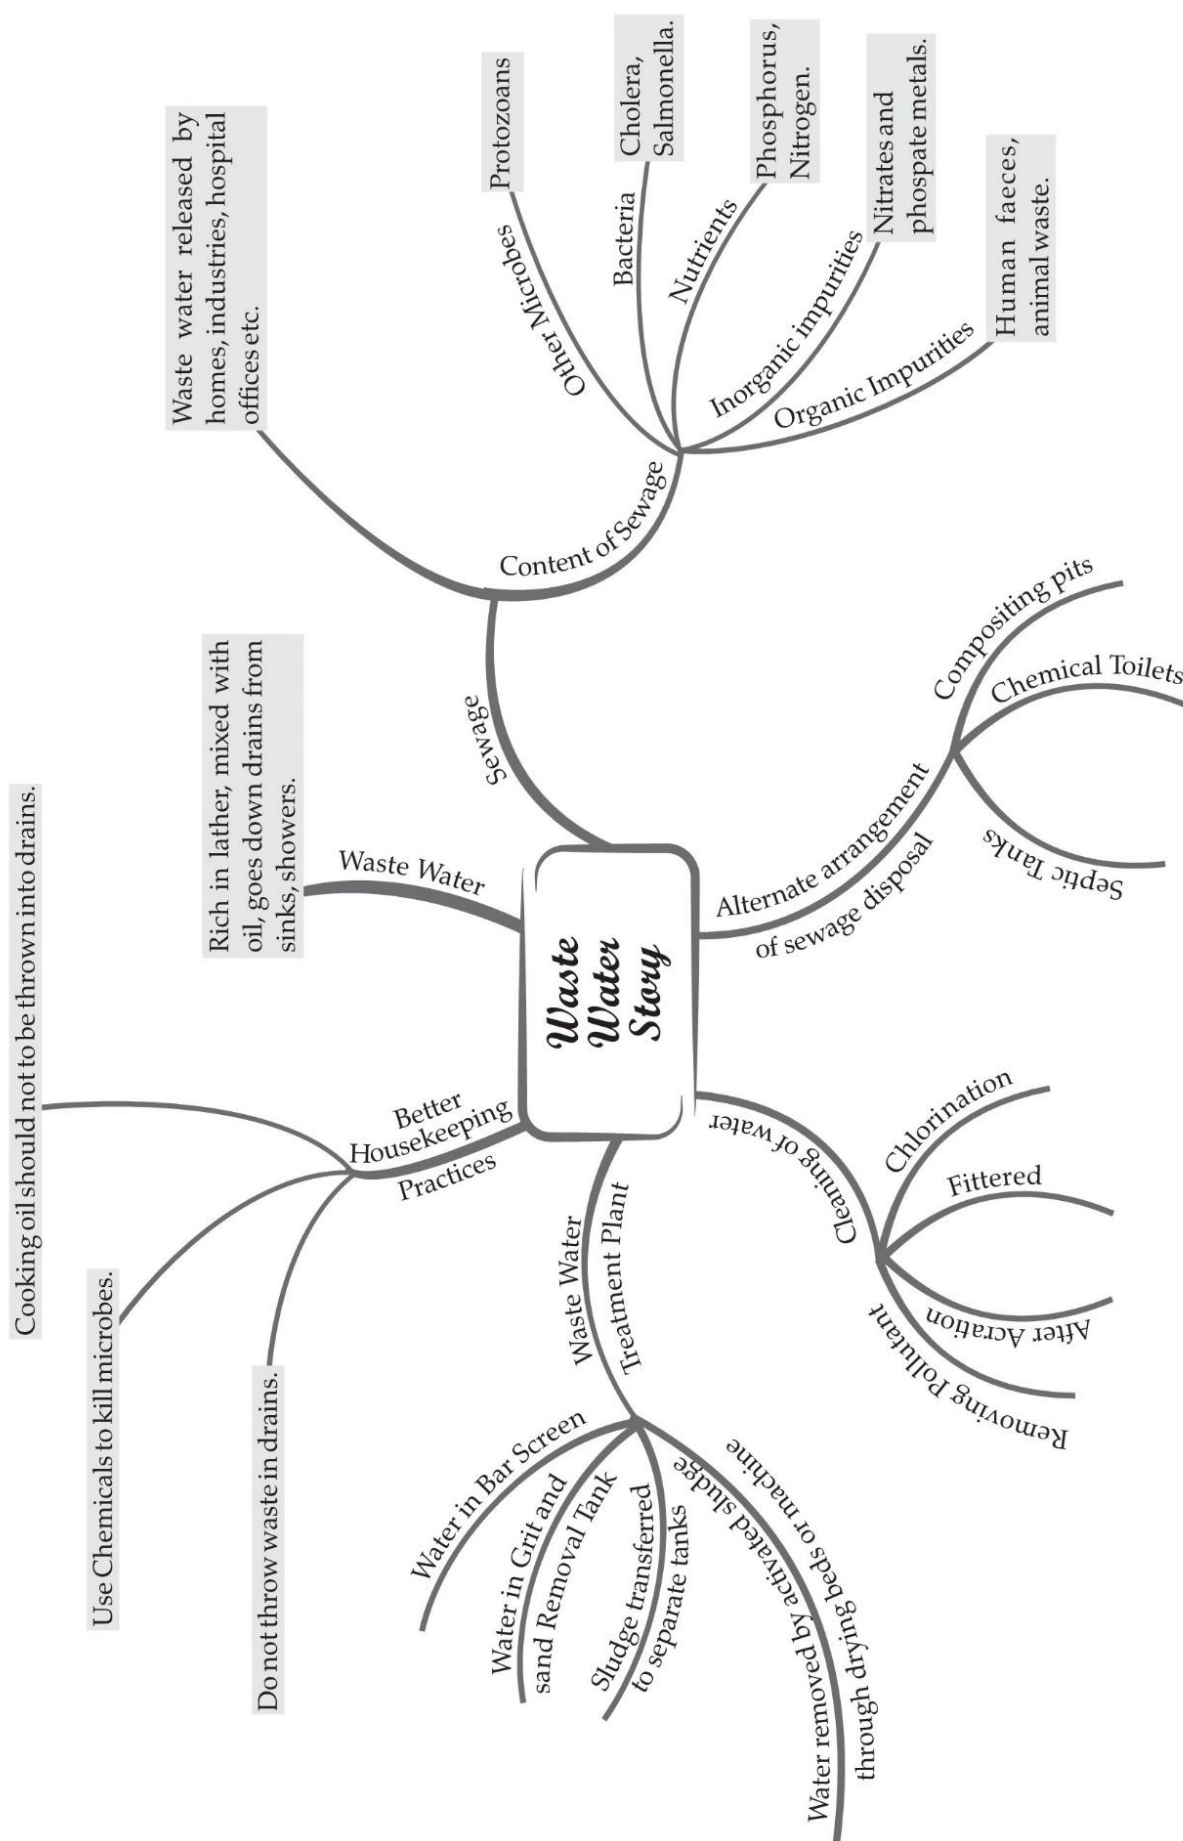 Waste
Water
Story
Sewage
Waste water released by
homes, industries, hospital
offices etc.
Content of Sewage
Other Microbes
Protozoans
Bacteria
Cholera,
Salmonella.
Nutrients
Phosphorus,
Nitrogen.
Inorganic impurities
Nitrates and
phospate metals.
Organic Impurities
Human faeces,
animal waste.
Alternate arrangement
of sewage disposal
Compositing pits
Chemical Toilets
Septic Tanks
Cleaning of water
Chlorination
Fittered
After Acration
Removing Pollutant
Waste Water
Treatment Plant
Water in Bar Screen
Water in Grit and
sand Removal Tank
Sludge transferred
to separate tanks
Water removed by activated sludge
through drying beds or machine
Better
Housekeeping
Practices
Do not throw waste in drains.
Use Chemicals to kill microbes.
Cooking oil should not to be thrown into drains.
Waste Water
Rich in lather, mixed with
oil, goes down drains from
sinks, showers.